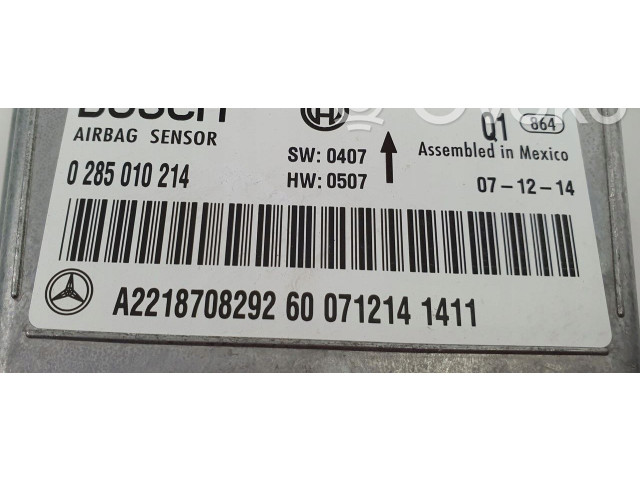 BOSCH
AIRBAG SENSOR
0 285 010 214
SW: 0407
HW: 0507
Q1 864
Assembled in Mexico
07-12-14
A2218708292 60 071214 1411